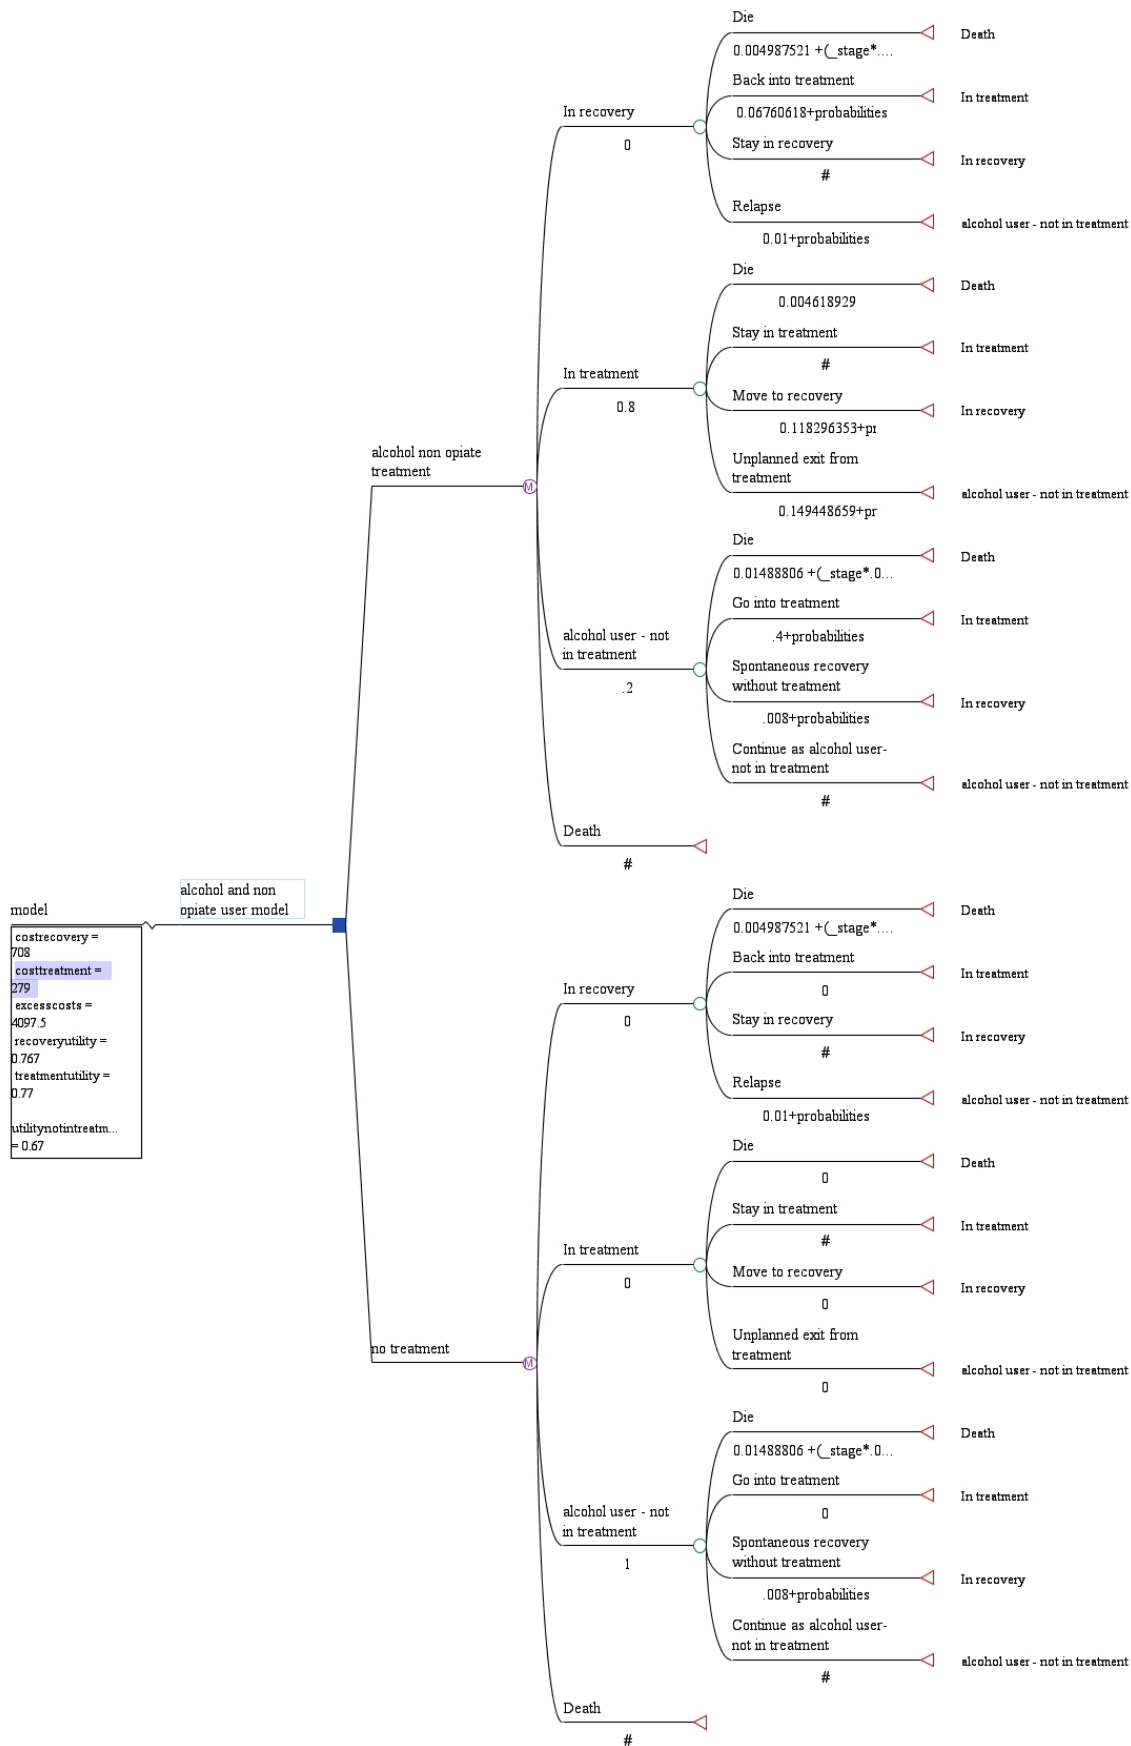 Die
0.004987521 +(_stage*....
Death
Back into treatment
0.06760618+probabilities
In treatment
In recovery
0
Stay in recovery
#
In recovery
Relapse
0.01+probabilities
alcohol user - not in treatment
Die
0.004618929
Death
Stay in treatment
#
In treatment
In treatment
0.8
Move to recovery
0.118296353+pr
In recovery
Unplanned exit from
treatment
0.149448659+pr
alcohol user - not in treatment
alcohol non opiate
treatment
M
Die
0.01488806 +(_stage*.0...
Death
Go into treatment
.4+probabilities
In treatment
alcohol user - not
in treatment
.2
Spontaneous recovery
without treatment
.008+probabilities
In recovery
Continue as alcohol user-
not in treatment
#
alcohol user - not in treatment
Death
#
model
alcohol and non
opiate user model
costrecovery =
708
costtreatment =
279
excesscosts =
4097.5
recoveryutility =
0.767
treatmentutility =
0.77
utilitynotintreatm...
= 0.67
Die
0.004987521 +(_stage*....
Death
Back into treatment
0
In treatment
In recovery
0
Stay in recovery
#
In recovery
Relapse
0.01+probabilities
alcohol user - not in treatment
Die
0
Death
Stay in treatment
#
In treatment
In treatment
0
Move to recovery
0
In recovery
Unplanned exit from
treatment
0
alcohol user - not in treatment
no treatment
M
Die
0.01488806 +(_stage*.0...
Death
Go into treatment
0
In treatment
alcohol user - not
in treatment
1
Spontaneous recovery
without treatment
.008+probabilities
In recovery
Continue as alcohol user-
not in treatment
#
alcohol user - not in treatment
Death
#